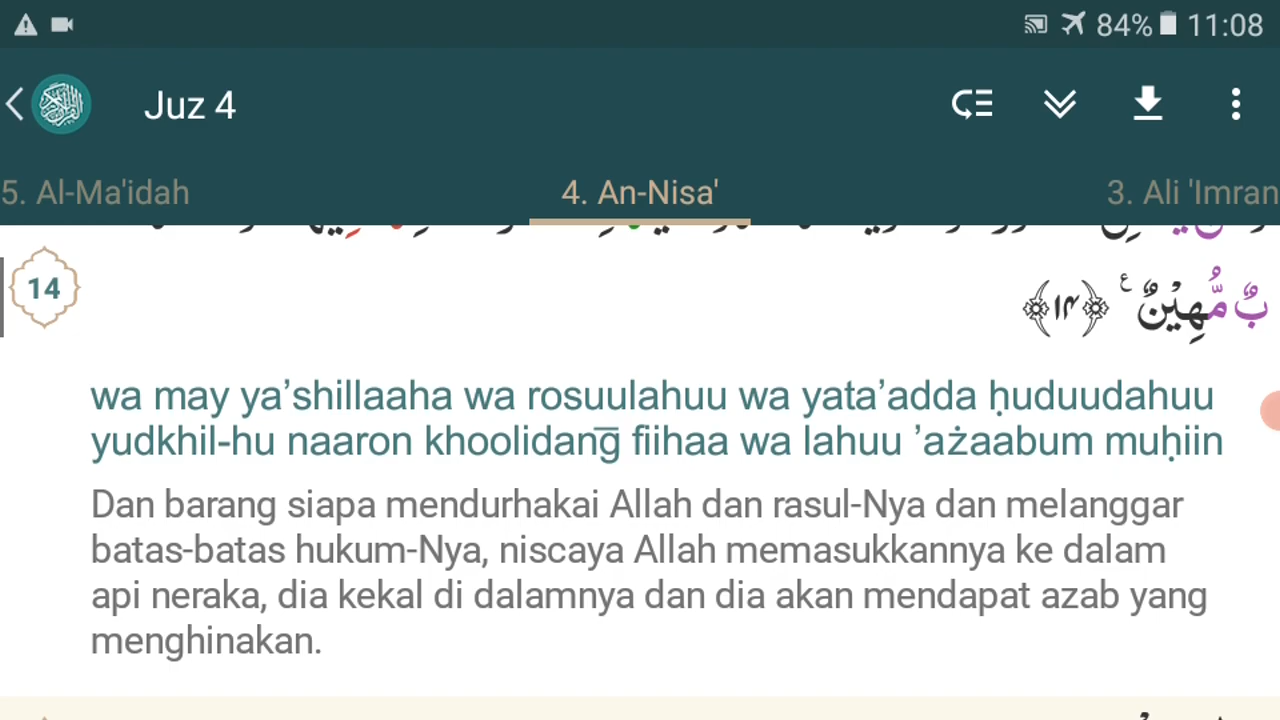 84% 11:08
Juz 4
5. Al-Ma'idah 4. An-Nisa' 3. Ali 'Imran
14
بٌ مُّهِيْنٌ ࣖ ﴿١٤﴾
wa may ya’shillaaha wa rosuulahuu wa yata’adda ḥuduudahuu
yudkhil-hu naaron khoolidang̅ fiihaa wa lahuu ’ażaabum muḥiin
Dan barang siapa mendurhakai Allah dan rasul-Nya dan melanggar
batas-batas hukum-Nya, niscaya Allah memasukkannya ke dalam
api neraka, dia kekal di dalamnya dan dia akan mendapat azab yang
menghinakan.